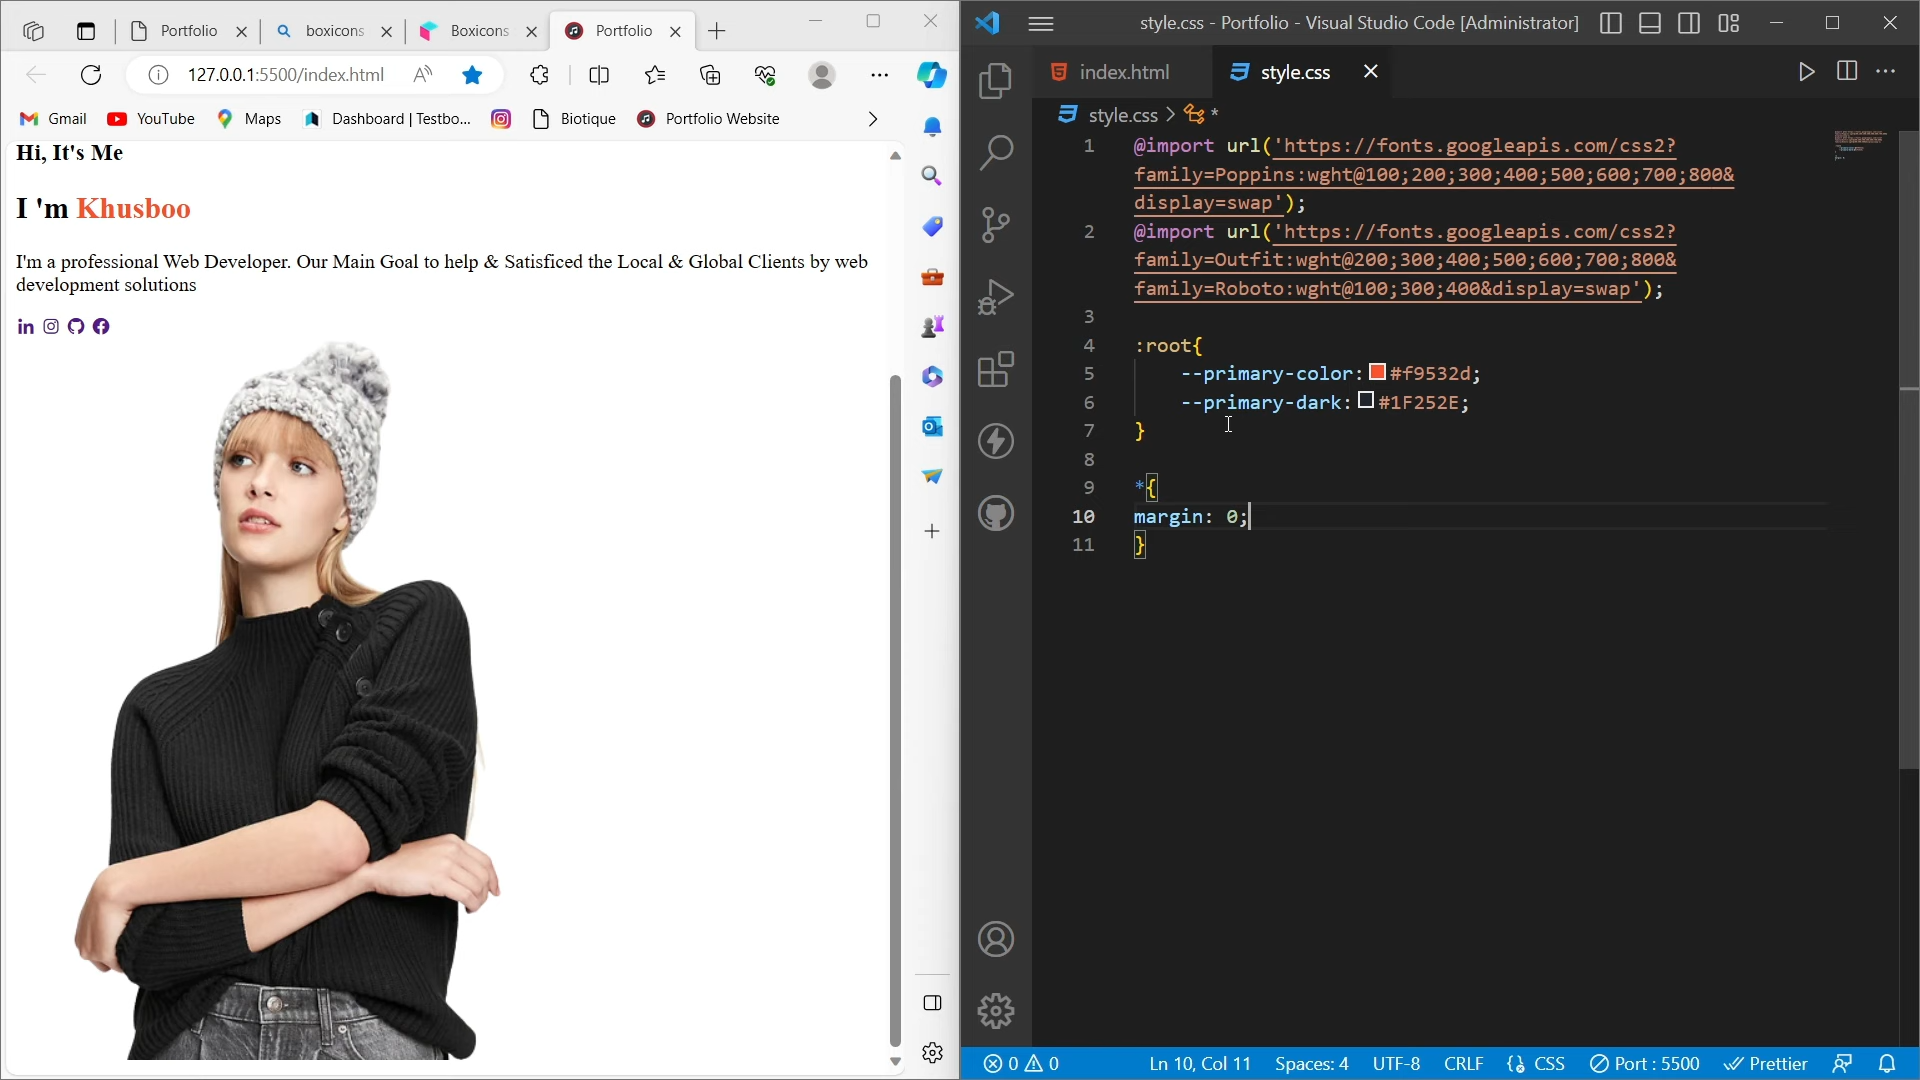 Portfolio
boxicons
Boxicons
Portfolio
127.0.0.1:5500/index.html
Gmail
YouTube
Maps
Dashboard | Testbo...
Biotique
Portfolio Website
Hi, It's Me
I 'm Khusboo
I'm a professional Web Developer. Our Main Goal to help & Satisficed the Local & Global Clients by web
development solutions
style.css - Portfolio - Visual Studio Code [Administrator]
index.html
style.css
style.css > *
1 @import url('https://fonts.googleapis.com/css2?
family=Poppins:wght@100;200;300;400;500;600;700;800&
display=swap');
2 @import url('https://fonts.googleapis.com/css2?
family=Outfit:wght@200;300;400;500;600;700;800&
family=Roboto:wght@100;300;400&display=swap');
3
4 :root{
5 --primary-color: #f9532d;
6 --primary-dark: #1F252E;
7 }
8
9 *{
10 margin: 0;
11 }
0 0
Ln 10, Col 11
Spaces: 4
UTF-8
CRLF
{} CSS
Port : 5500
Prettier